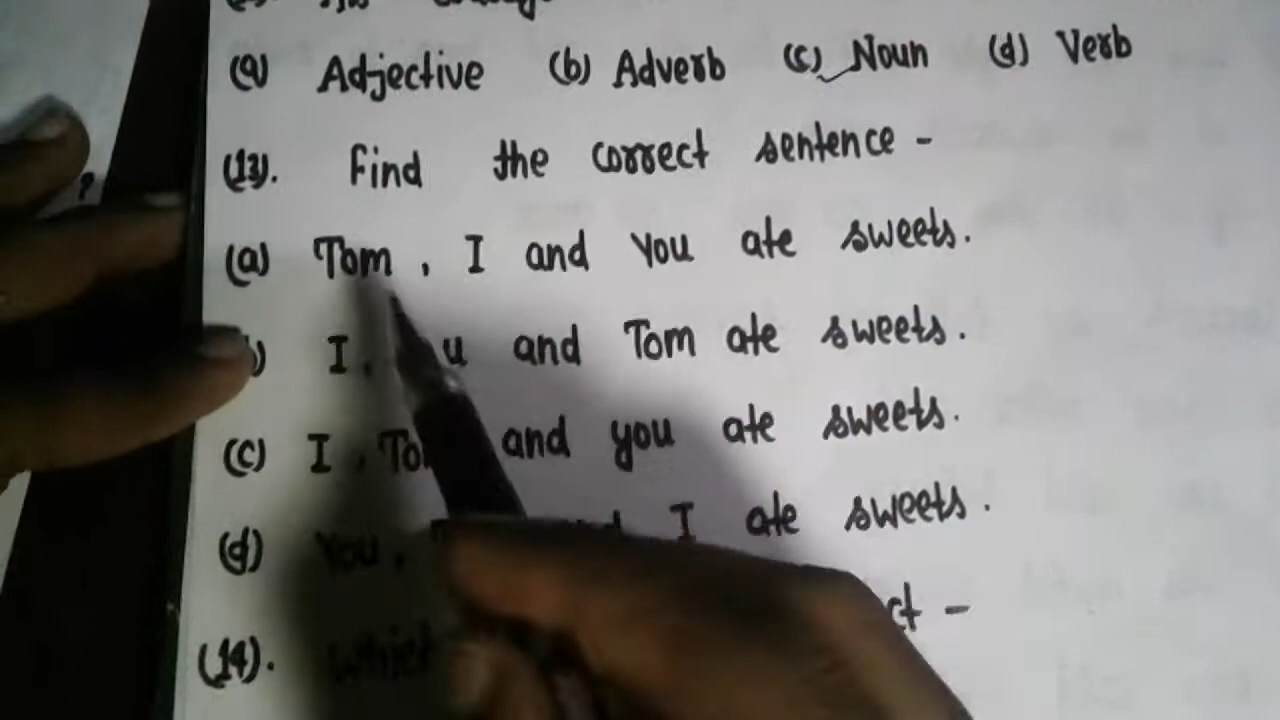 (a) Adjective (b) Adverb (c) Noun (d) Verb
(13). Find the correct sentence -
(a) Tom, I and You ate sweets.
I, and Tom ate sweets.
(c) I, and you ate sweets.
(d) You, I ate sweets.
(14). -